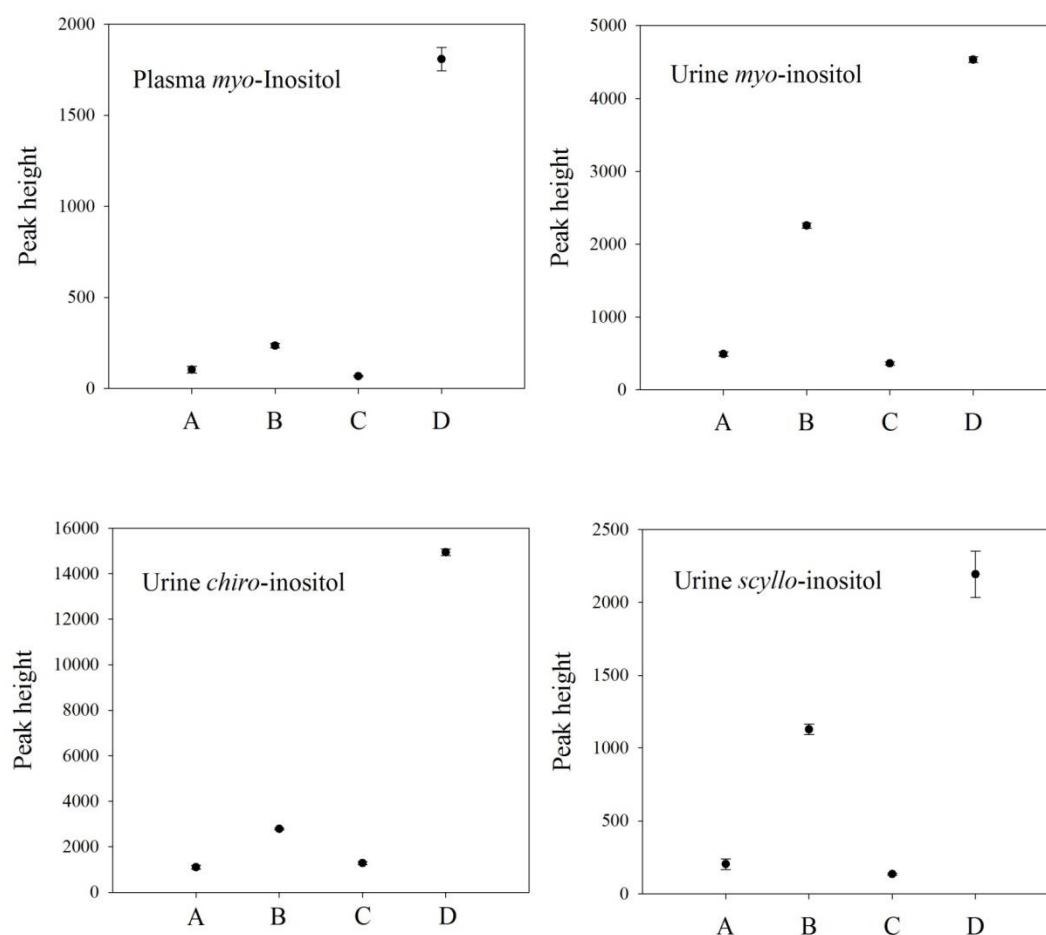 2000
1500
1000
500
0
Peak height
Plasma myo-Inositol
A B C D
5000
4000
3000
2000
1000
0
Peak height
Urine myo-inositol
A B C D
16000
14000
12000
10000
8000
6000
4000
2000
0
Peak height
Urine chiro-inositol
A B C D
2500
2000
1500
1000
500
0
Peak height
Urine scyllo-inositol
A B C D